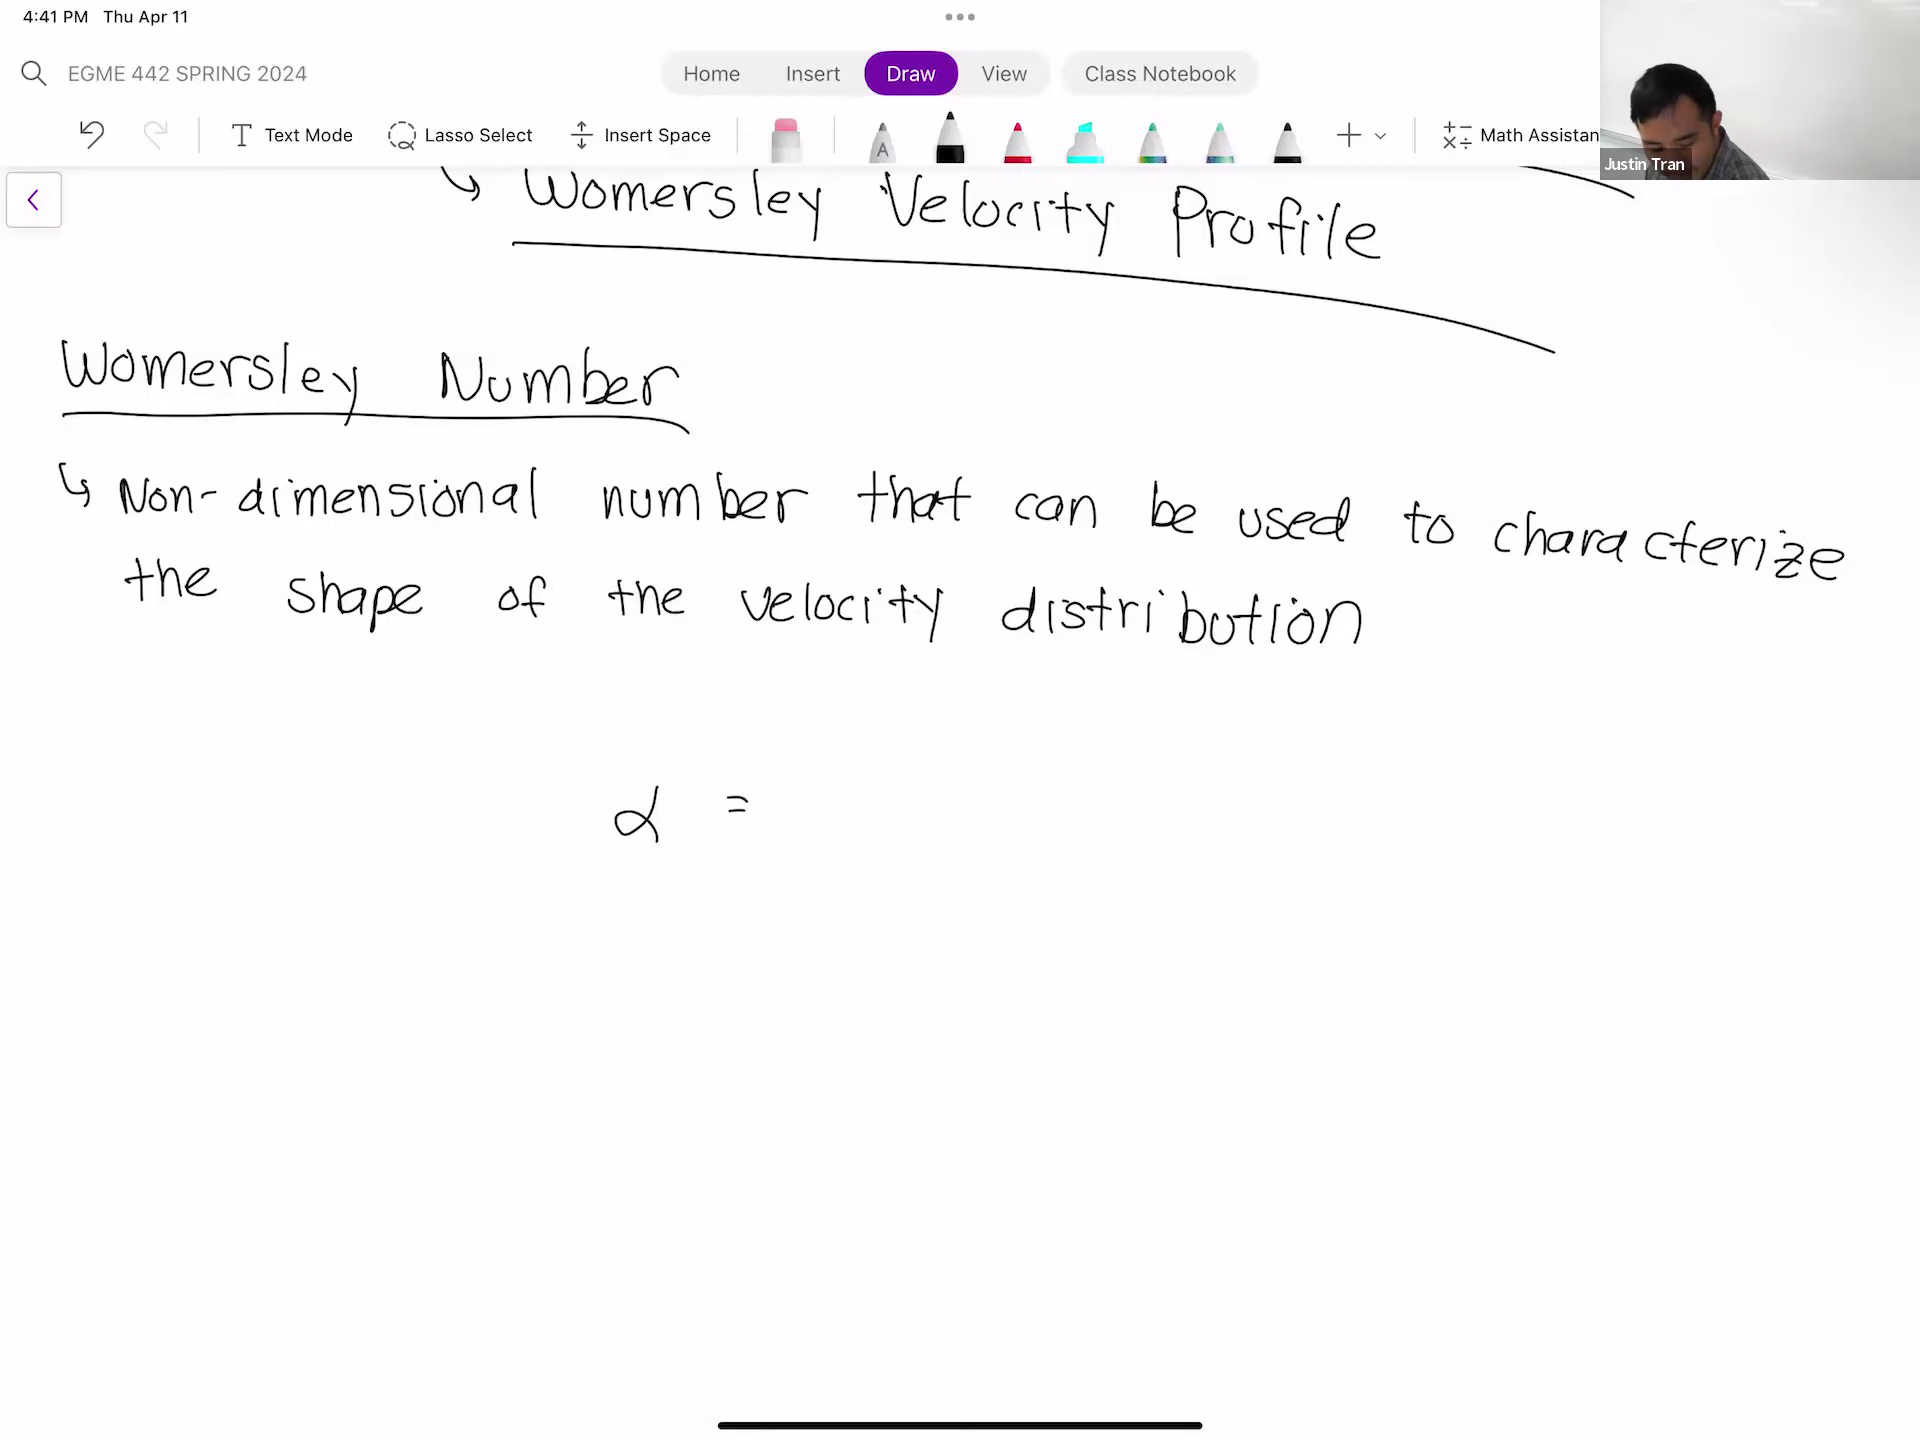 4:41 PM Thu Apr 11
EGME 442 SPRING 2024
Home Insert Draw View Class Notebook
Text Mode Lasso Select Insert Space A Math Assistan
Justin Tran
↳ Womersley Velocity Profile
Womersley Number
↳ Non-dimensional number that can be used to characterize
the shape of the velocity distribution
α =